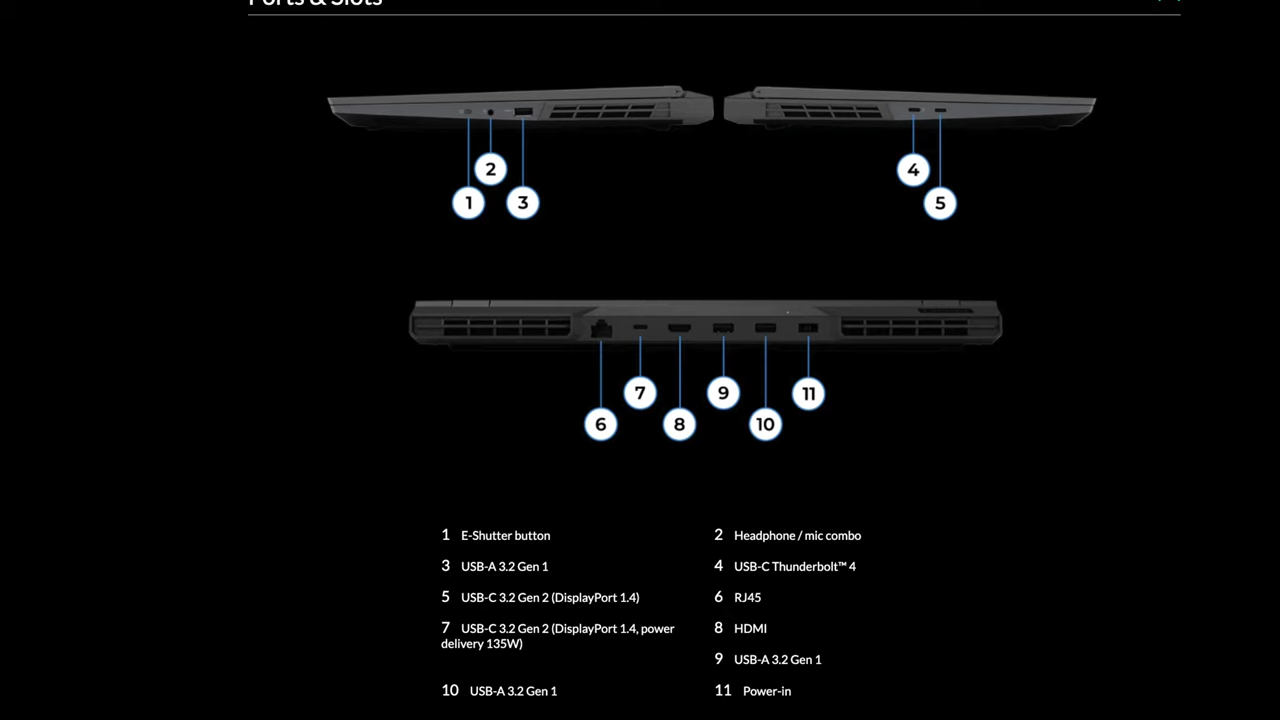 Ports & Slots
2
4
1
3
5
7
9
11
6
8
10
1 E-Shutter button
2 Headphone / mic combo
3 USB-A 3.2 Gen 1
4 USB-C Thunderbolt™ 4
5 USB-C 3.2 Gen 2 (DisplayPort 1.4)
6 RJ45
7 USB-C 3.2 Gen 2 (DisplayPort 1.4, power
delivery 135W)
8 HDMI
9 USB-A 3.2 Gen 1
10 USB-A 3.2 Gen 1
11 Power-in